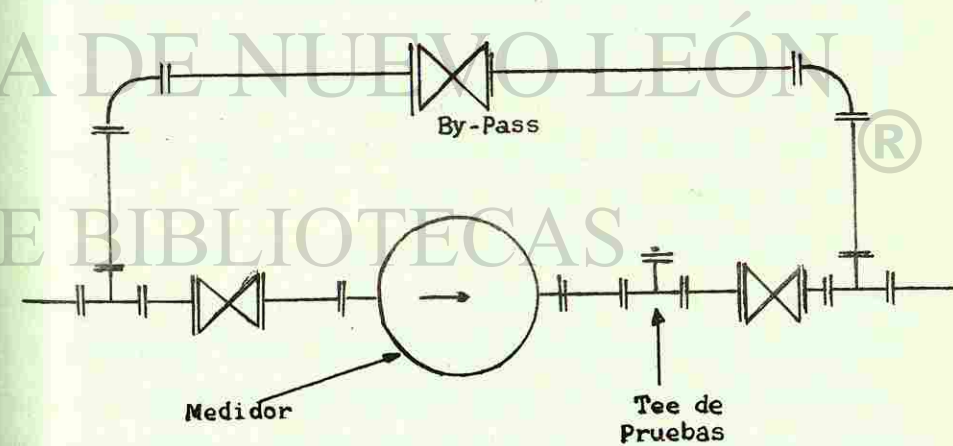 A DE NUEVO LEÓN
®
By-Pass
E BIBLIOTECAS
Medidor
Tee de
Pruebas